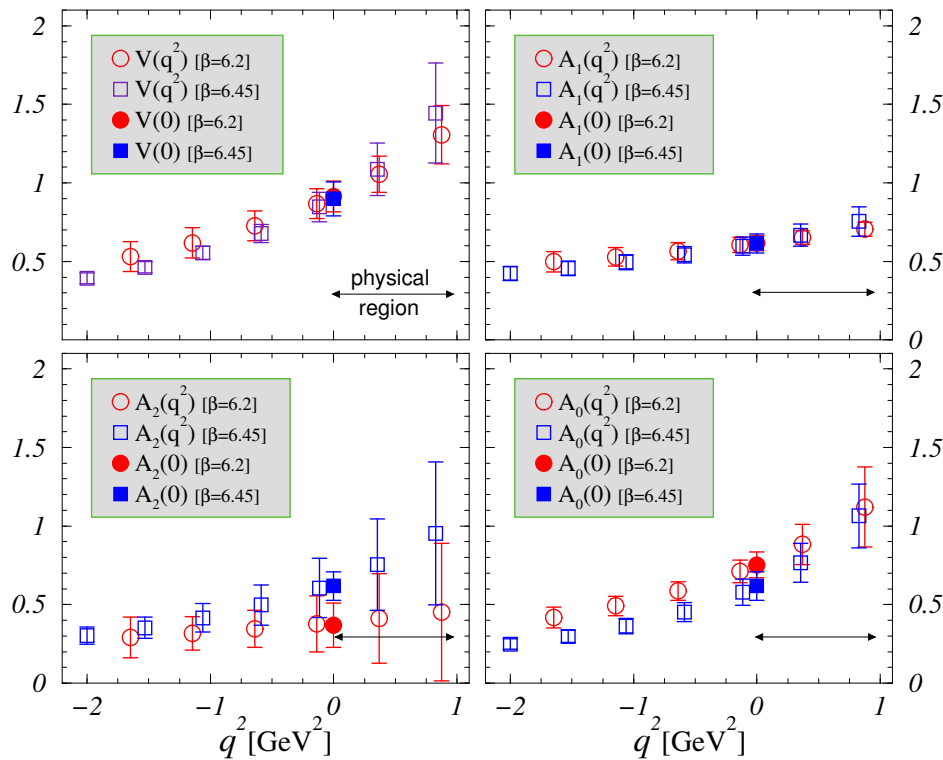 2
1.5
1
0.5
0
V(q²) [β=6.2]
V(q²) [β=6.45]
V(0) [β=6.2]
V(0) [β=6.45]
physical
region
A₁(q²) [β=6.2]
A₁(q²) [β=6.45]
A₁(0) [β=6.2]
A₁(0) [β=6.45]
2
1.5
1
0.5
0
2
1.5
1
0.5
0
A₂(q²) [β=6.2]
A₂(q²) [β=6.45]
A₂(0) [β=6.2]
A₂(0) [β=6.45]
−2 −1 0 1
q²[GeV²]
A₀(q²) [β=6.2]
A₀(q²) [β=6.45]
A₀(0) [β=6.2]
A₀(0) [β=6.45]
2
1.5
1
0.5
0
−2 −1 0 1
q²[GeV²]